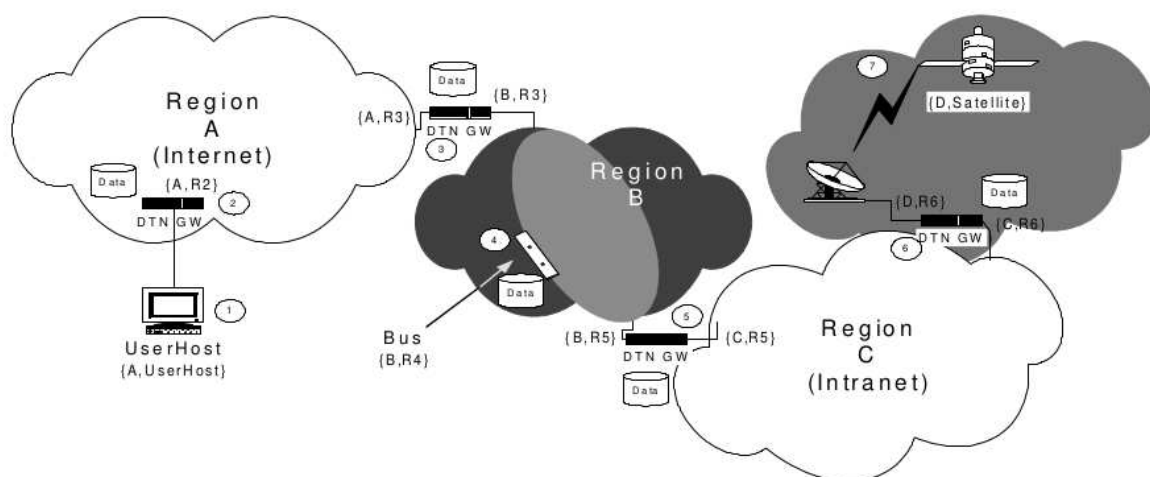 Region
A
(Internet)
Data
{A,R2}
DTN GW
2
1
UserHost
{A,UserHost}
Data
{A,R3}
{B,R3}
DTN GW
3
Region
B
4
Data
Bus
{B,R4}
5
{B,R5}
{C,R5}
DTN GW
Data
Region
C
(Intranet)
7
{D,Satellite}
Data
{D,R6}
{C,R6}
DTN GW
6